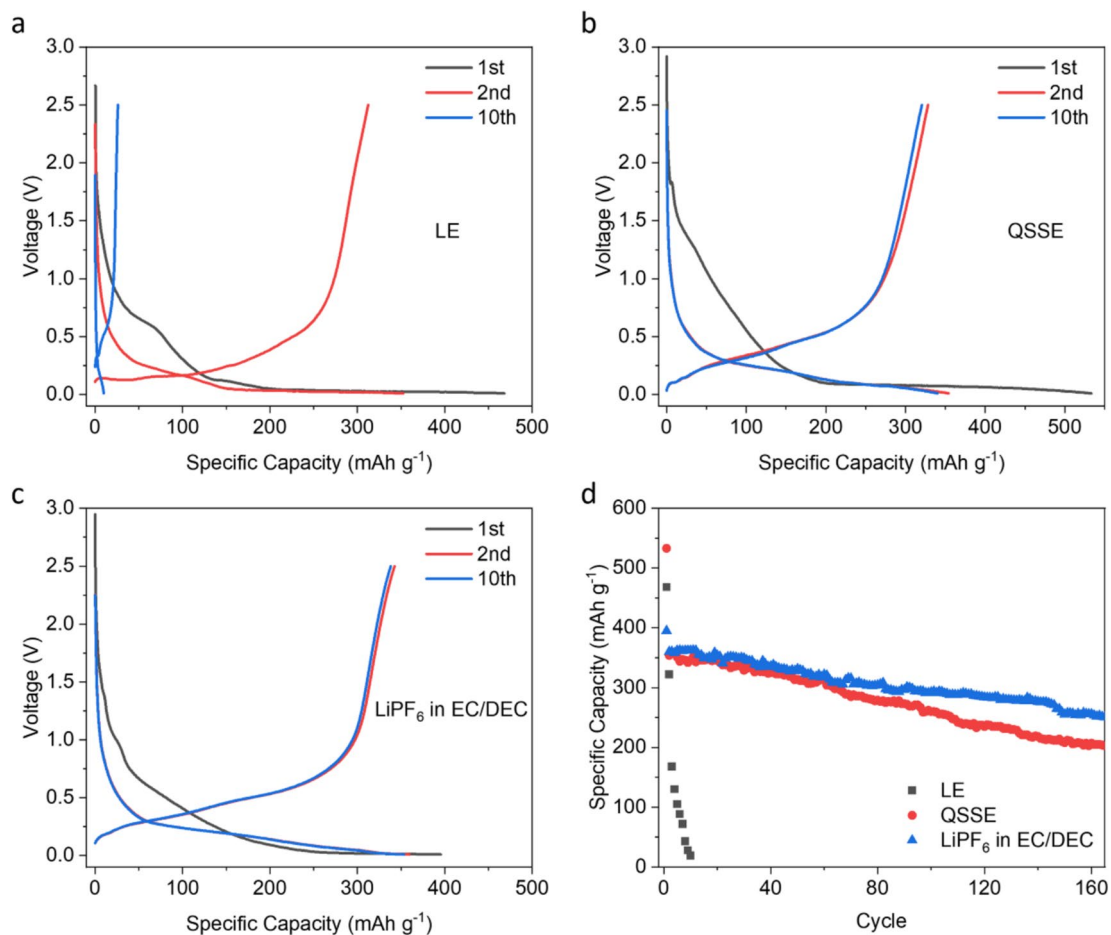 a
3.0
2.5
2.0
1.5
1.0
0.5
0.0
Voltage (V)
1st
2nd
10th
LE
0 100 200 300 400 500
Specific Capacity (mAh g⁻¹)
b
3.0
2.5
2.0
1.5
1.0
0.5
0.0
Voltage (V)
1st
2nd
10th
QSSE
0 100 200 300 400 500
Specific Capacity (mAh g⁻¹)
c
3.0
2.5
2.0
1.5
1.0
0.5
0.0
Voltage (V)
1st
2nd
10th
LiPF₆ in EC/DEC
0 100 200 300 400 500
Specific Capacity (mAh g⁻¹)
d
600
500
400
300
200
100
0
Specific Capacity (mAh g⁻¹)
LE
QSSE
LiPF₆ in EC/DEC
0 40 80 120 160
Cycle